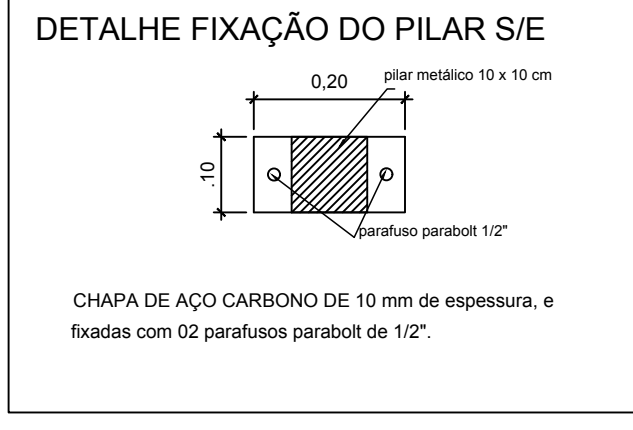 DETALHE FIXAÇÃO DO PILAR S/E
0,20
pilar metálico 10 x 10 cm
.10
parafuso parabolt 1/2"
CHAPA DE AÇO CARBONO DE 10 mm de espessura, e
fixadas com 02 parafusos parabolt de 1/2".